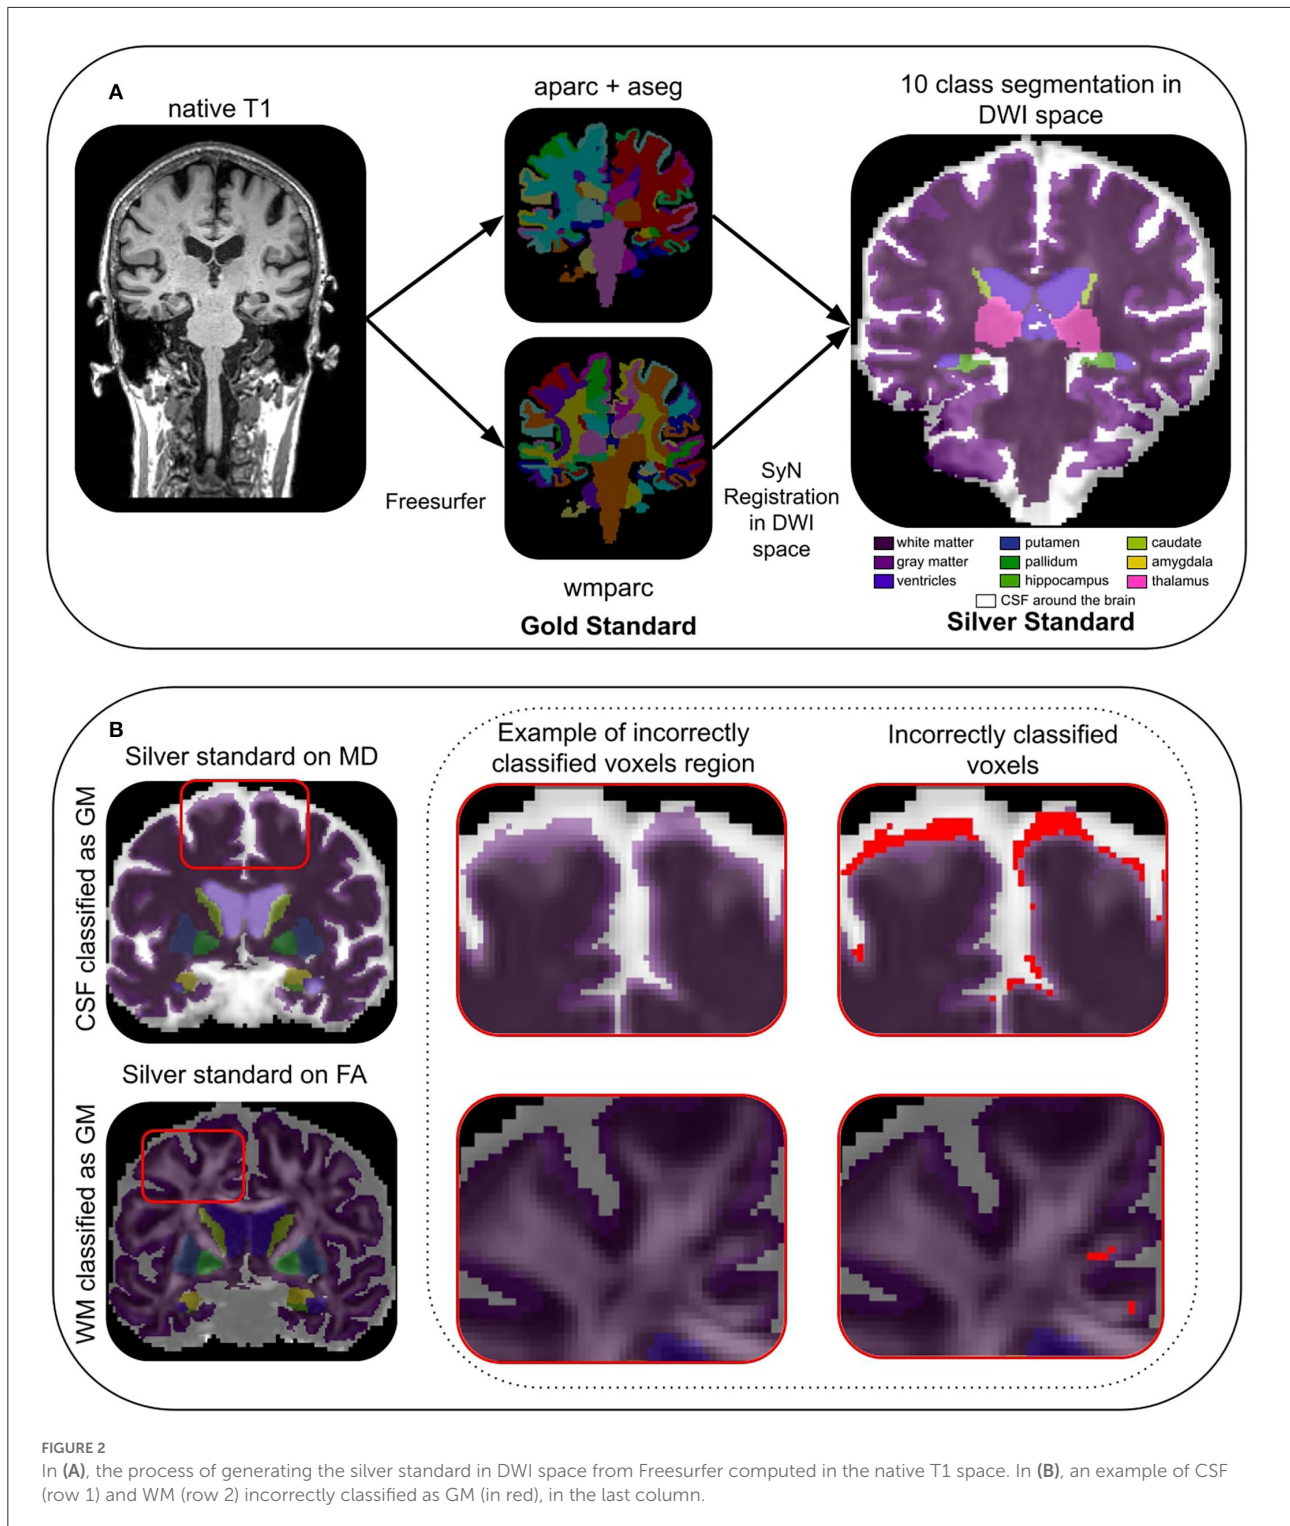 A
native T1
aparc + aseg
10 class segmentation in
DWI space
Freesurfer
SyN
Registration
in DWI
space
wmparc
Gold Standard
white matter
putamen
caudate
gray matter
pallidum
amygdala
ventricles
hippocampus
thalamus
CSF around the brain
Silver Standard
B
Silver standard on MD
Example of incorrectly
classified voxels region
Incorrectly classified
voxels
CSF classified as GM
Silver standard on FA
WM classified as GM
FIGURE 2
In (A), the process of generating the silver standard in DWI space from Freesurfer computed in the native T1 space. In (B), an example of CSF
(row 1) and WM (row 2) incorrectly classified as GM (in red), in the last column.